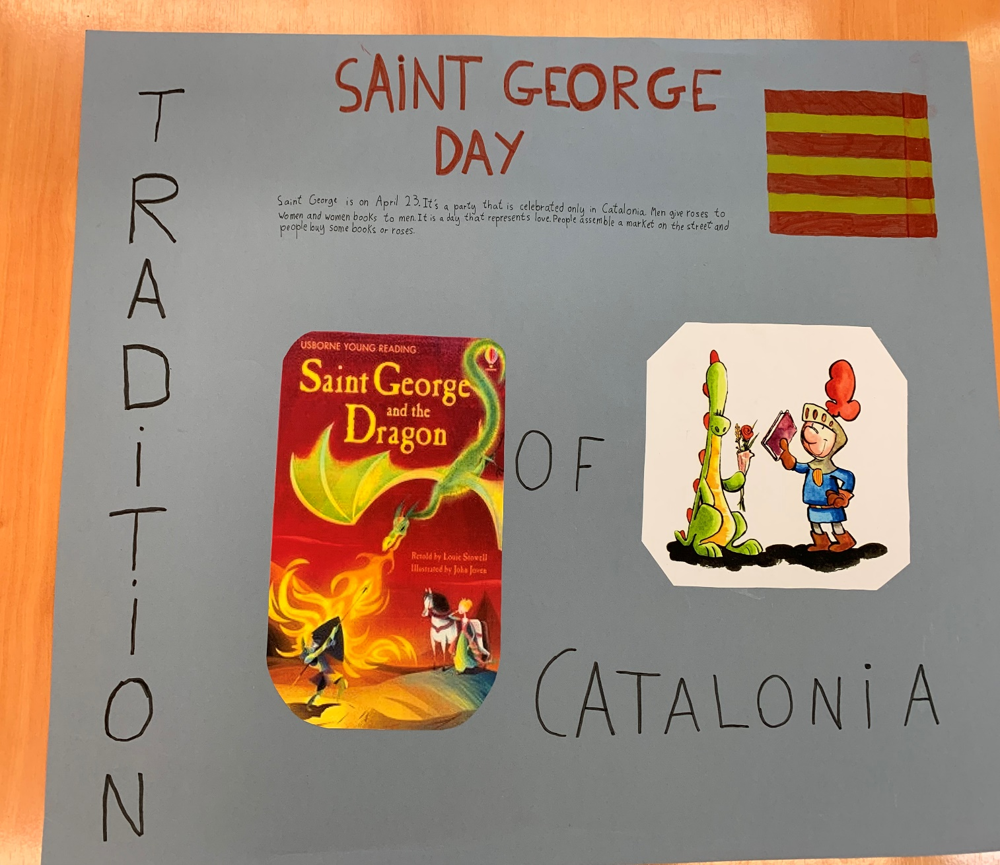 SAiNT GEORGE
DAY
Saint George is on April 23. It's a party that is celebrated only in Catalonia. Men give roses to
women and women books to men. It is a day that represents love. People assemble a market on the street and
people buy some books or roses.
TRADiTiON
USBORNE YOUNG READING
Saint George
and the
Dragon
Retold by Louie Stowell
Illustrated by John Joven
OF
CATALONiA